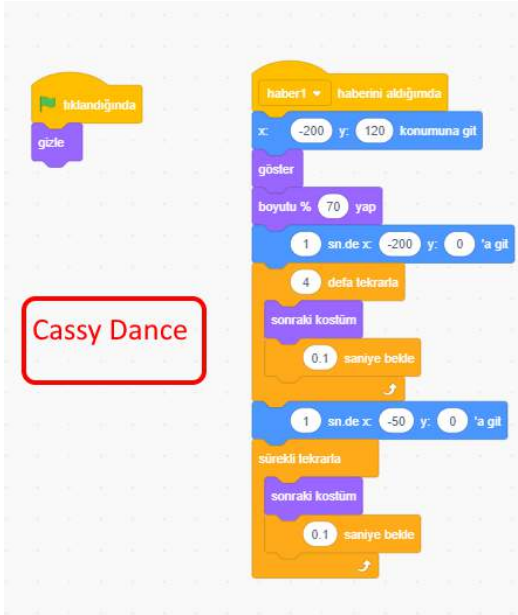 tıklandığında
gizle
Cassy Dance
haber1 haberini aldığımda
x: -200 y: 120 konumuna git
göster
boyutu % 70 yap
1 sn.de x: -200 y: 0 'a git
4 defa tekrarla
sonraki kostüm
0.1 saniye bekle
1 sn.de x: -50 y: 0 'a git
sürekli tekrarla
sonraki kostüm
0.1 saniye bekle